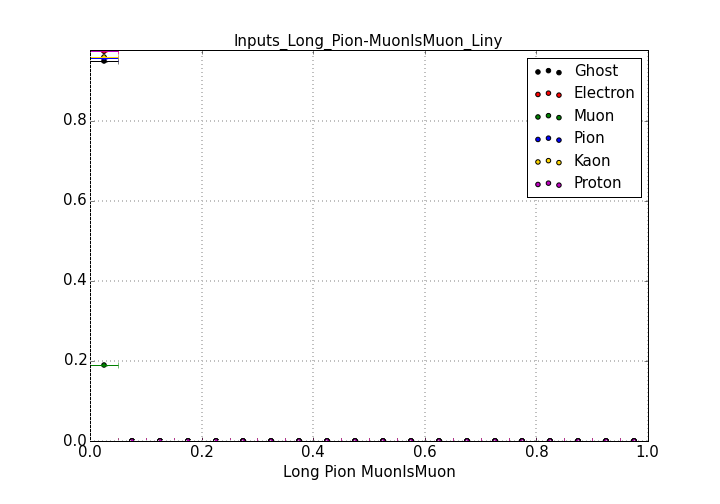 Inputs_Long_Pion-MuonIsMuon_Liny
Ghost
Electron
Muon
Pion
Kaon
Proton
0.8
0.6
0.4
0.2
0.0
0.0 0.2 0.4 0.6 0.8 1.0
Long Pion MuonIsMuon